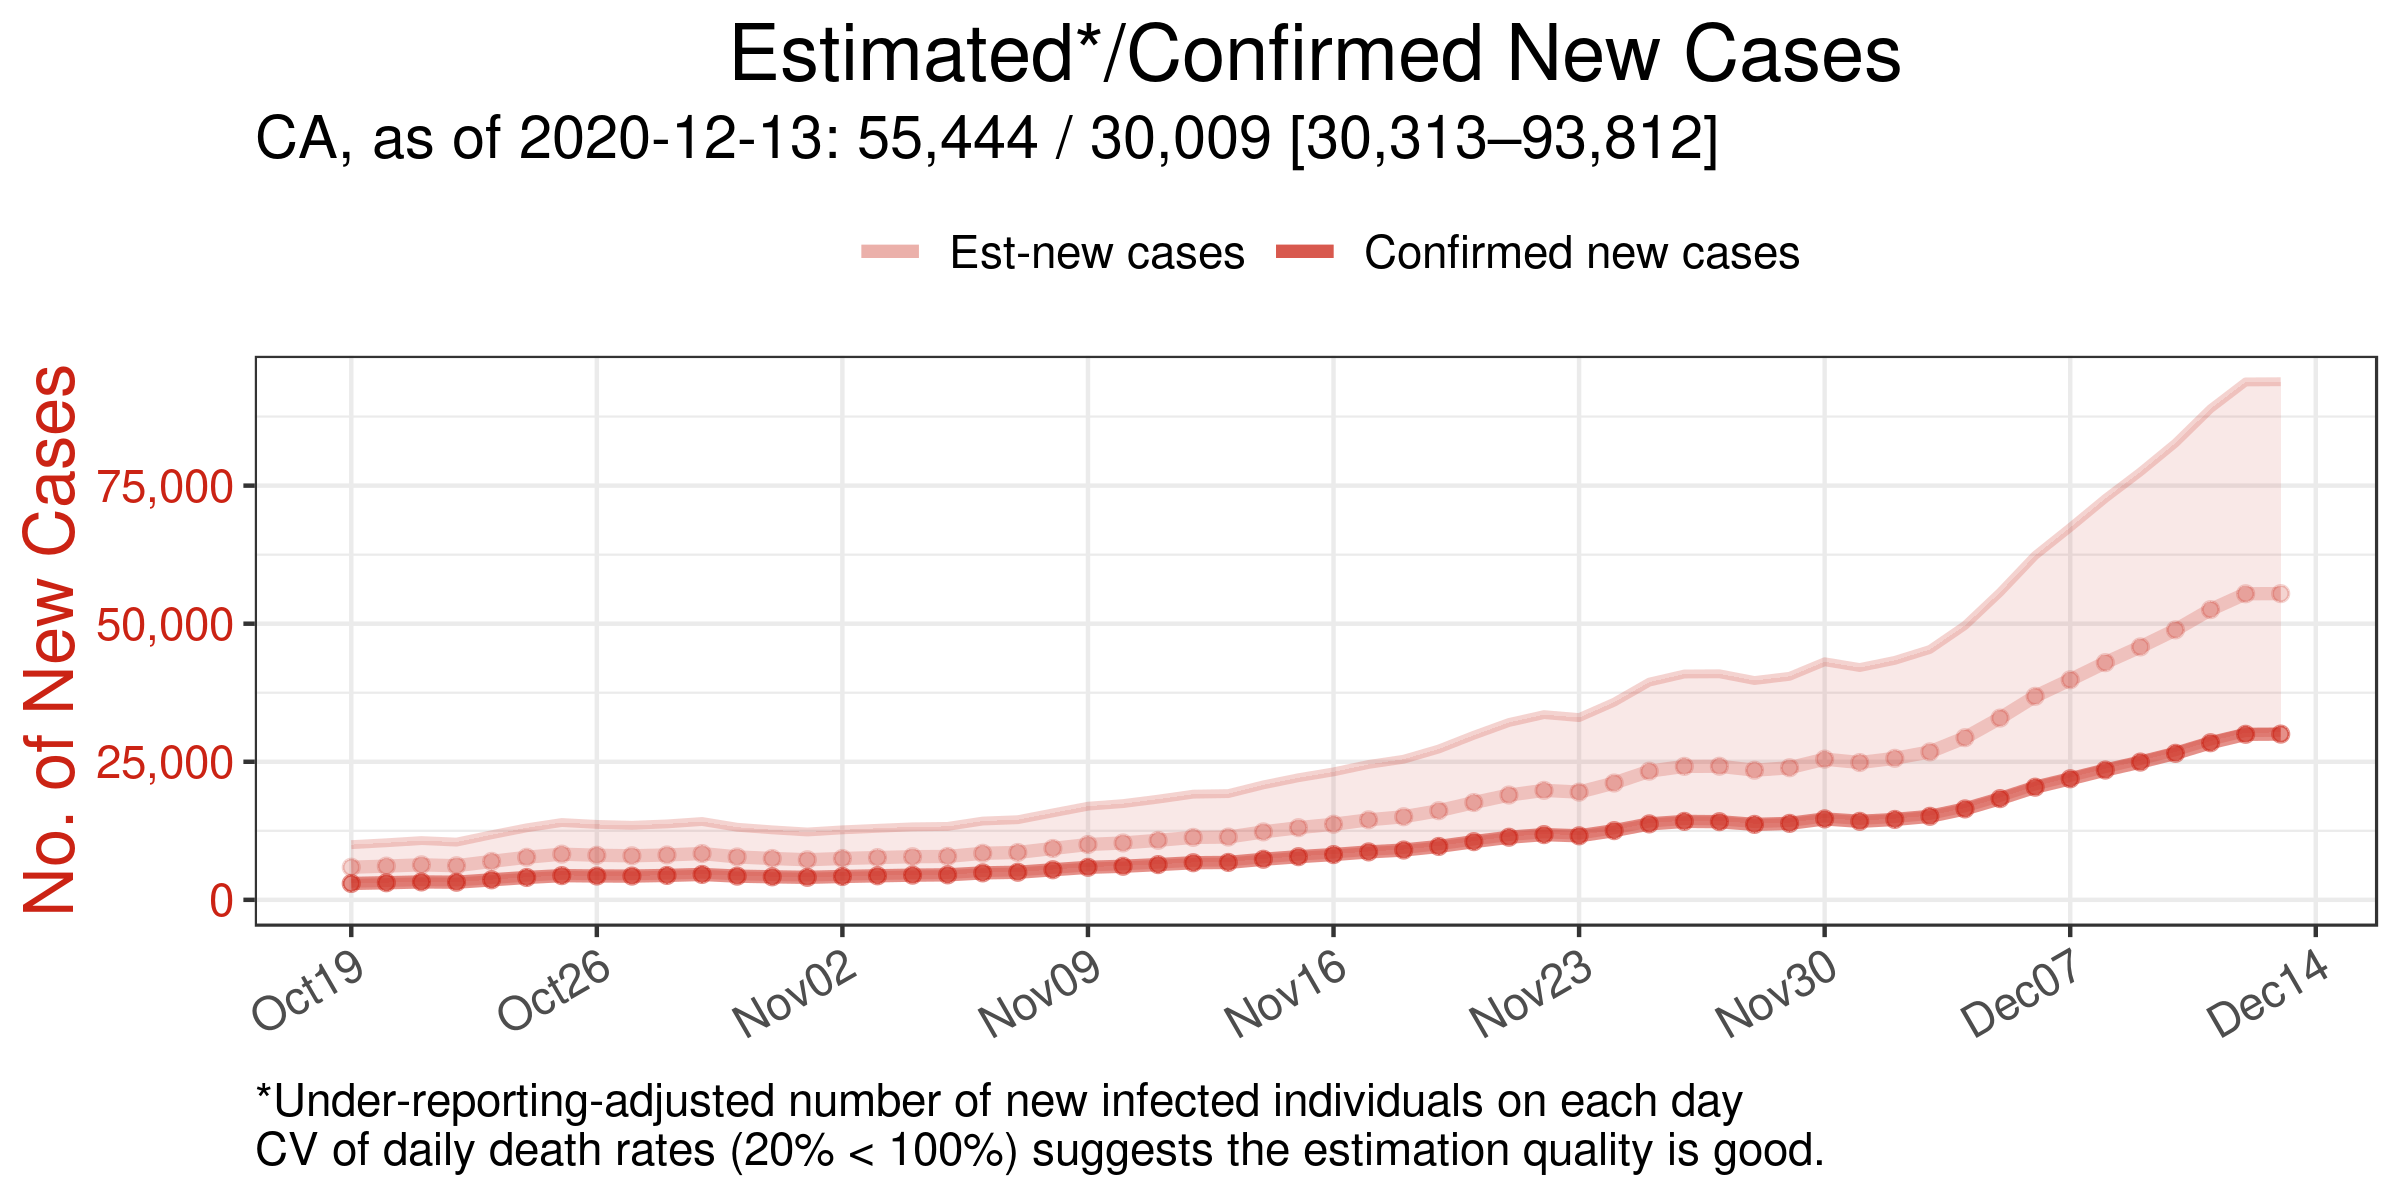 Estimated*/Confirmed New Cases
CA, as of 2020-12-13: 55,444 / 30,009 [30,313–93,812]
Est-new cases
Confirmed new cases
No. of New Cases
75,000
50,000
25,000
0
Oct19
Oct26
Nov02
Nov09
Nov16
Nov23
Nov30
Dec07
Dec14
*Under-reporting-adjusted number of new infected individuals on each day
CV of daily death rates (20% < 100%) suggests the estimation quality is good.